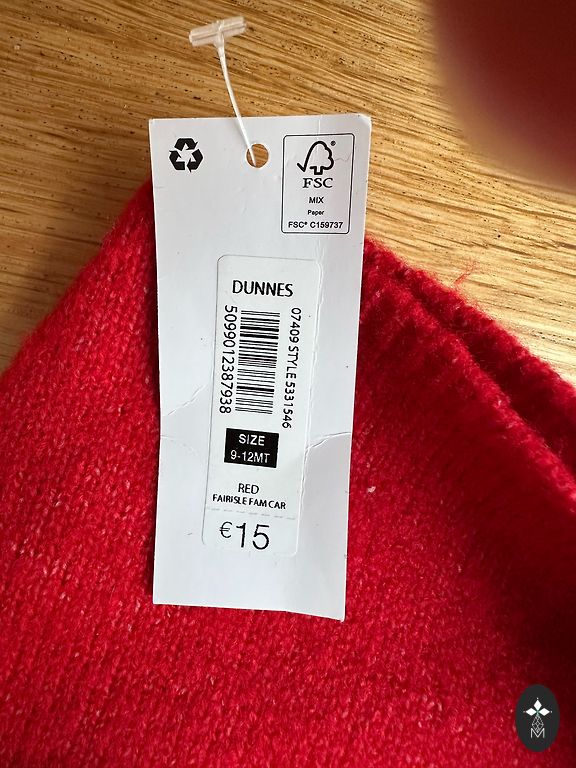 FSC
MIX
Paper
FSC® C159737
DUNNES
07409 STYLE 5331546
5099012387938
SIZE
9-12MT
RED
FAIRISLE FAM CAR
€15
M